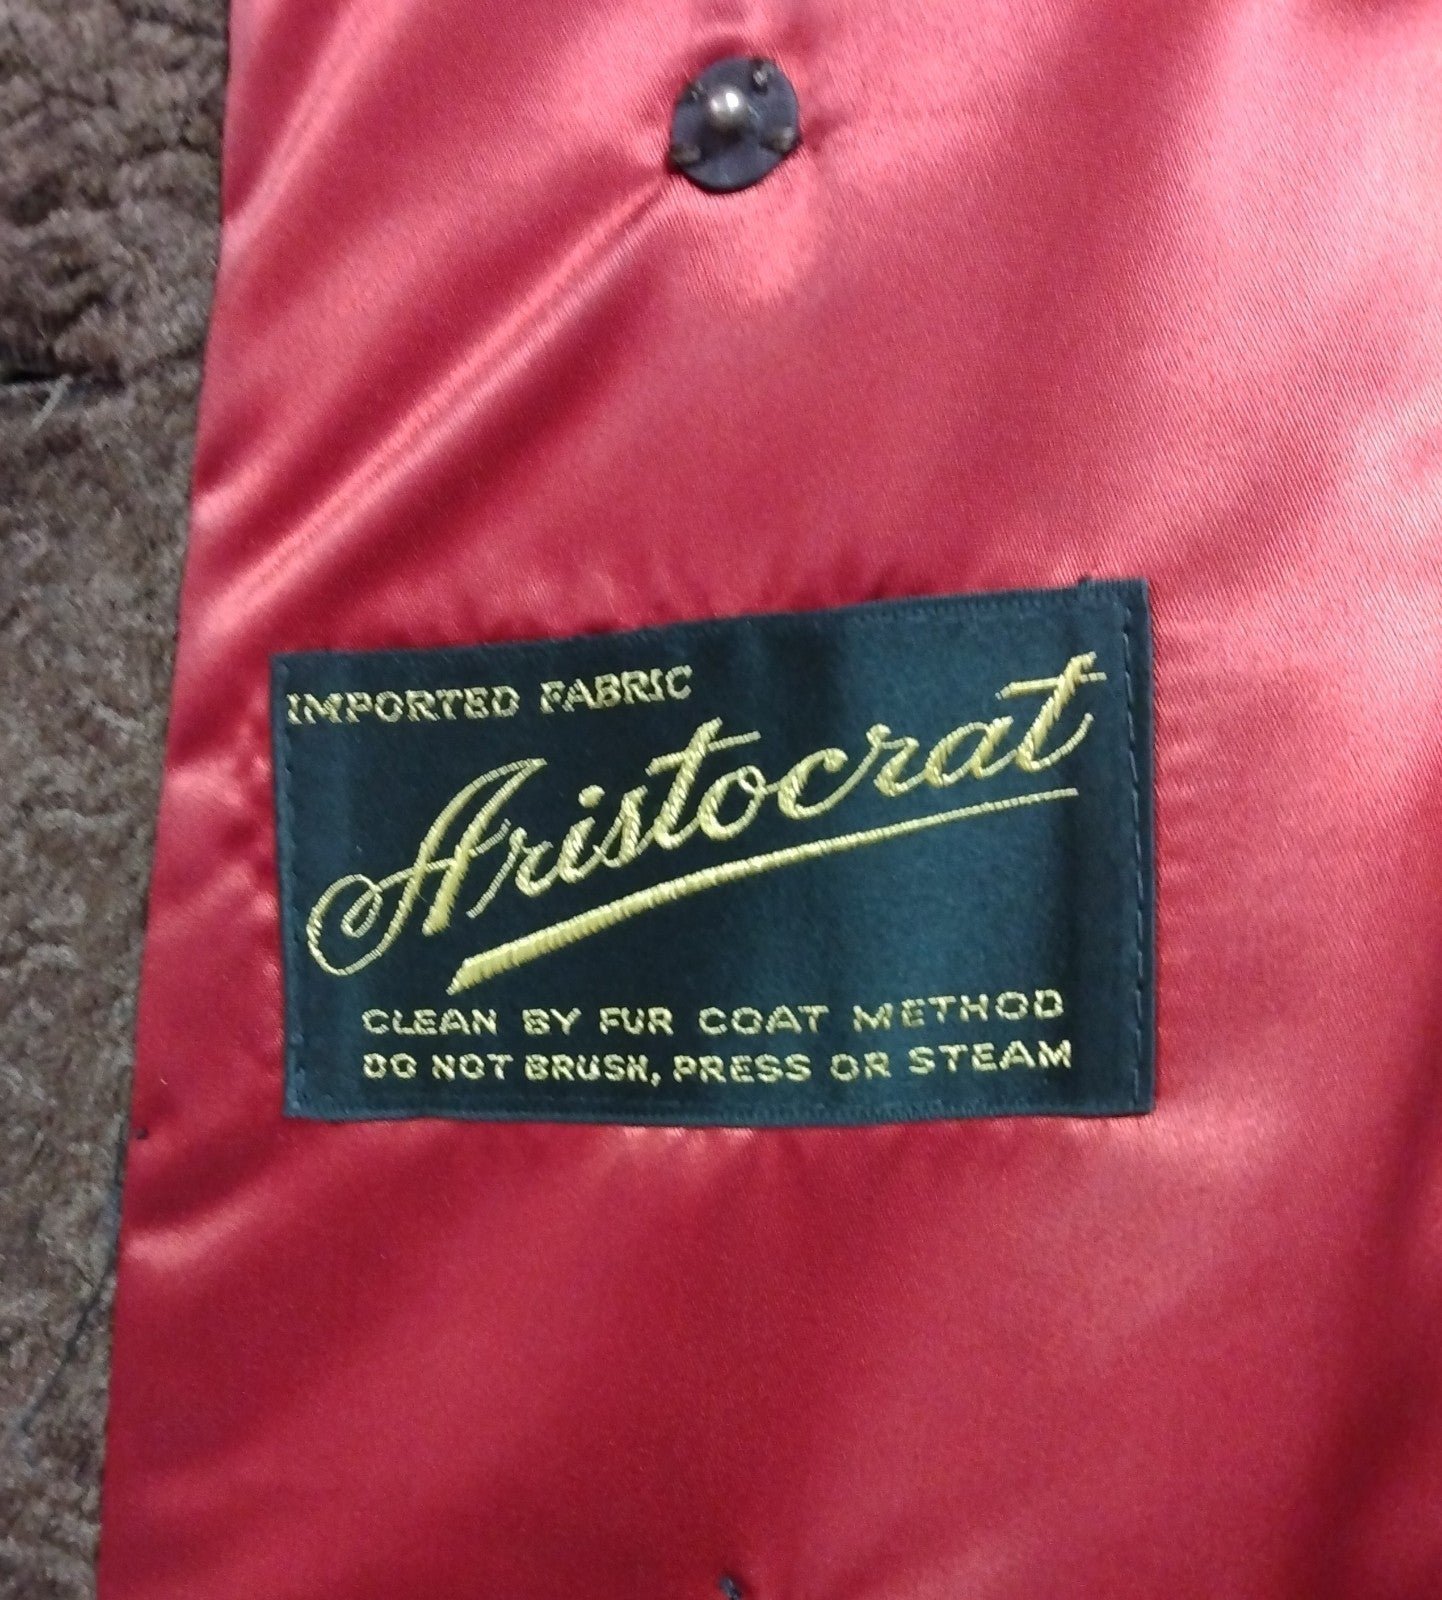 IMPORTED FABRIC
Aristocrat
CLEAN BY FUR COAT METHOD
DO NOT BRUSH, PRESS OR STEAM